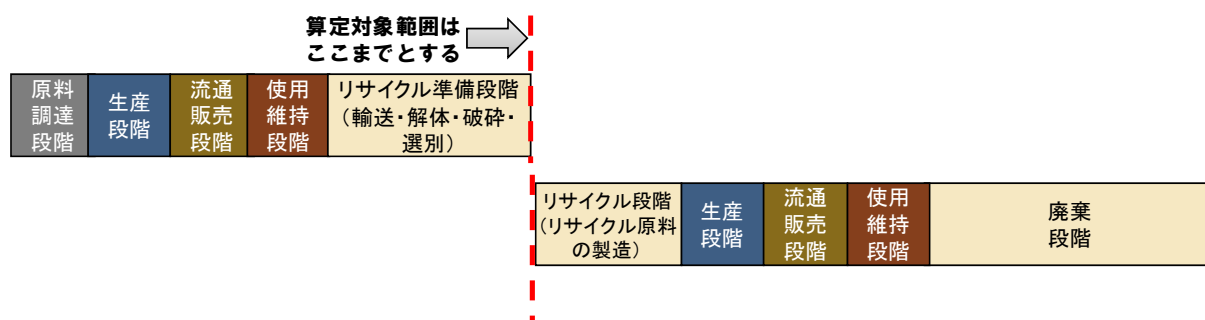 算定対象範囲は
ここまでとする
原料
調達
段階
生産
段階
流通
販売
段階
使用
維持
段階
リサイクル準備段階
（輸送・解体・破砕・
選別）
リサイクル段階
(リサイクル原料
の製造）
生産
段階
流通
販売
段階
使用
維持
段階
廃棄
段階